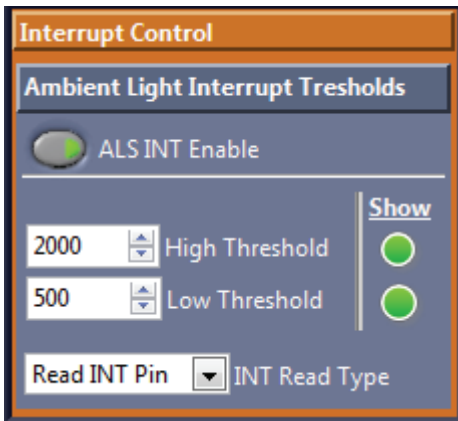 Interrupt Control
Ambient Light Interrupt Tresholds
ALS INT Enable
Show
2000 High Threshold
500 Low Threshold
Read INT Pin INT Read Type